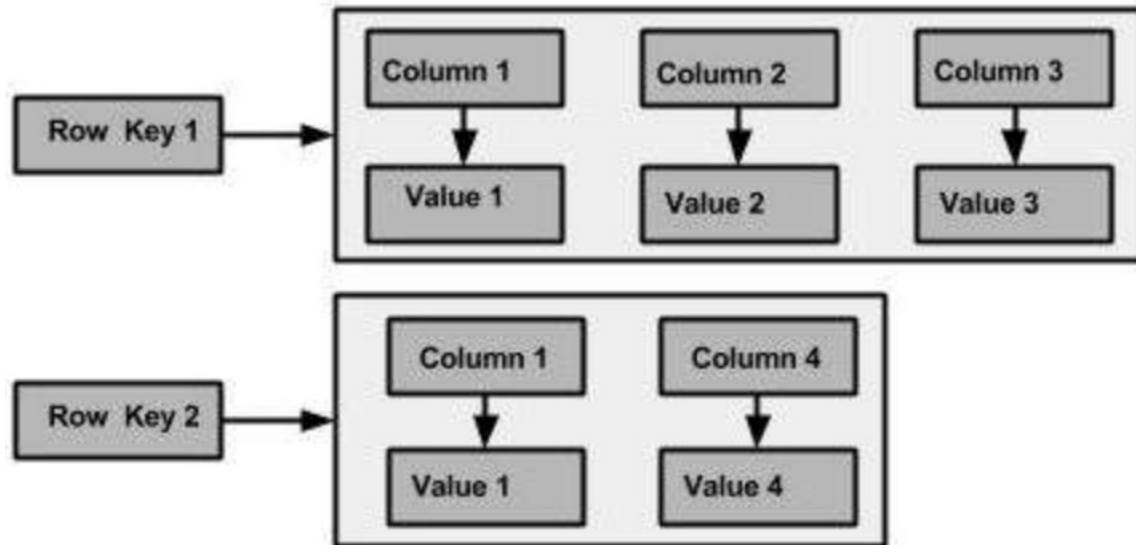 Column 1
Column 2
Column 3
Row Key 1
Value 1
Value 2
Value 3
Column 1
Column 4
Row Key 2
Value 1
Value 4